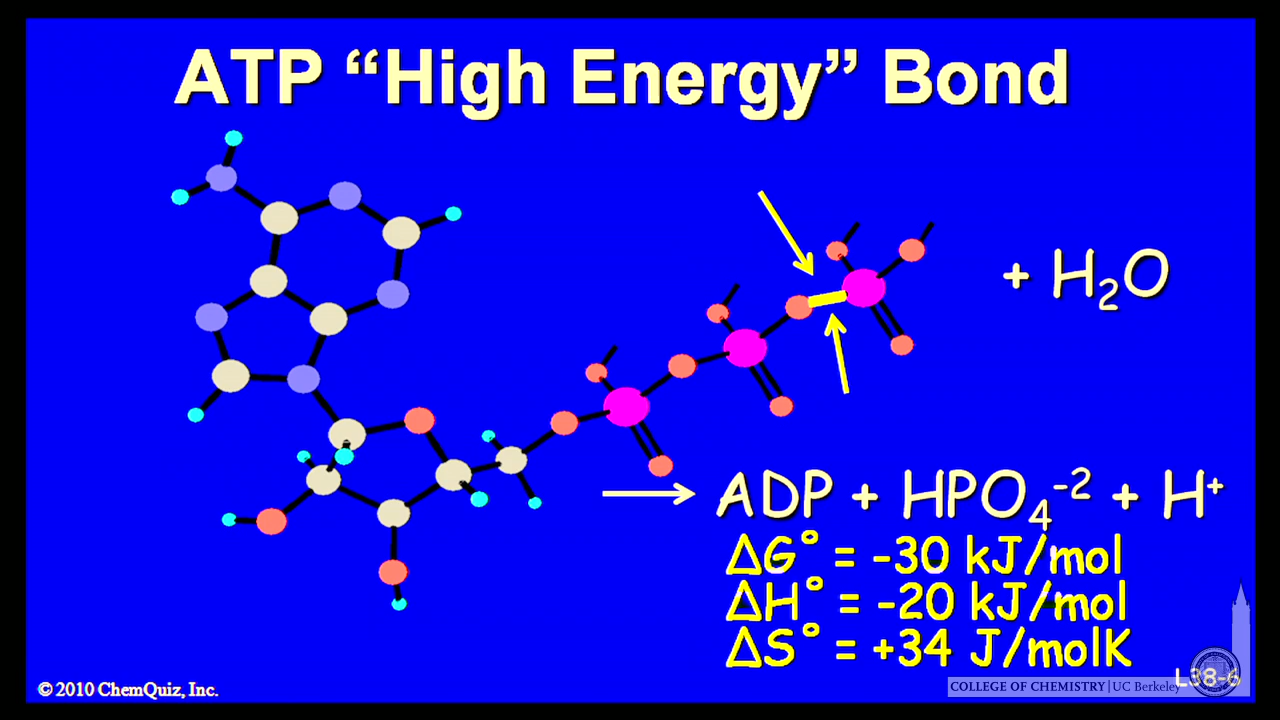 ATP “High Energy” Bond
+ H₂O
ADP + HPO₄⁻² + H⁺
ΔG° = -30 kJ/mol
ΔH° = -20 kJ/mol
ΔS° = +34 J/molK
L38-6
COLLEGE OF CHEMISTRY | UC Berkeley
© 2010 ChemQuiz, Inc.